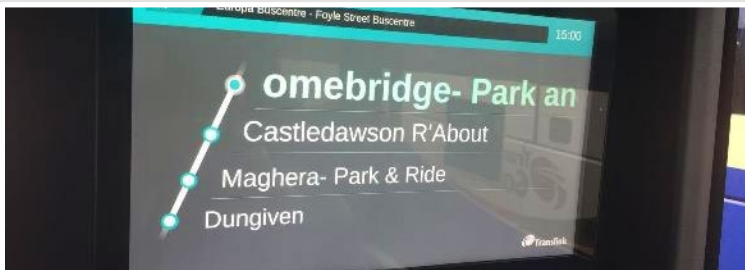 Europa Buscentre - Foyle Street Buscentre
15:00
omebridge- Park an
Castledawson R'About
Maghera- Park & Ride
Dungiven
Translink